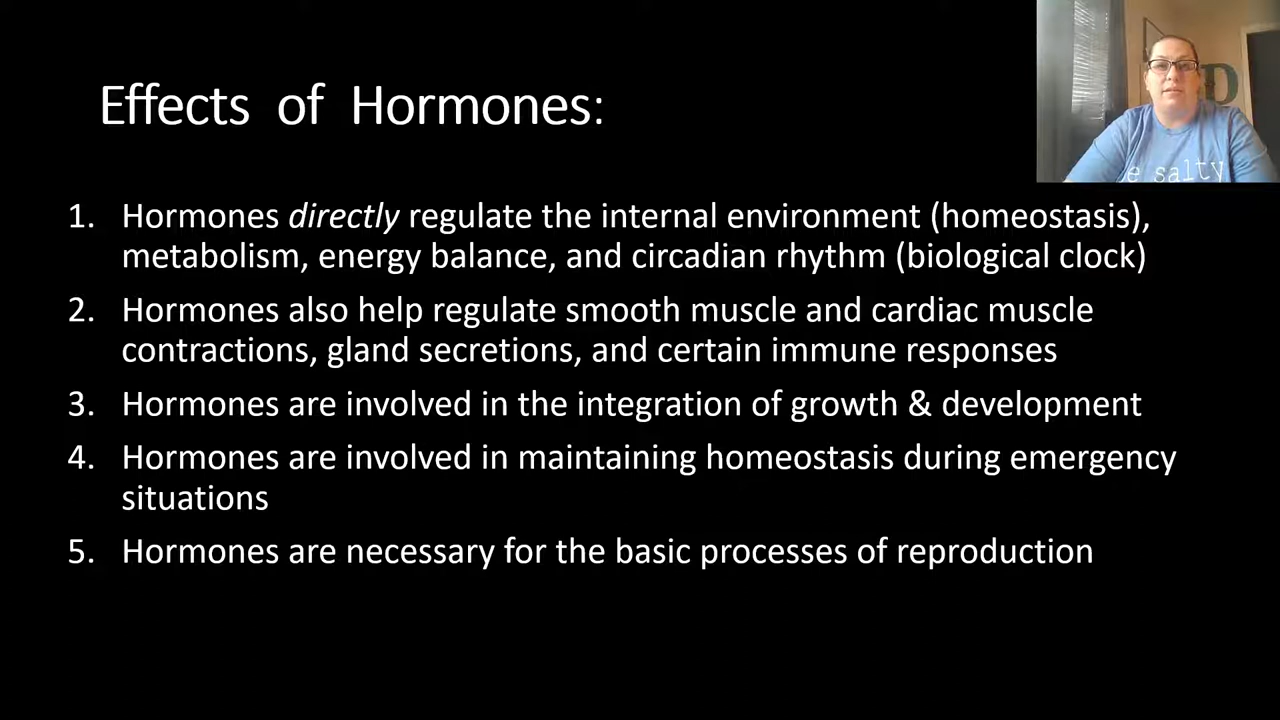 Effects of Hormones:
1. Hormones directly regulate the internal environment (homeostasis),
metabolism, energy balance, and circadian rhythm (biological clock)
2. Hormones also help regulate smooth muscle and cardiac muscle
contractions, gland secretions, and certain immune responses
3. Hormones are involved in the integration of growth & development
4. Hormones are involved in maintaining homeostasis during emergency
situations
5. Hormones are necessary for the basic processes of reproduction
D
salty